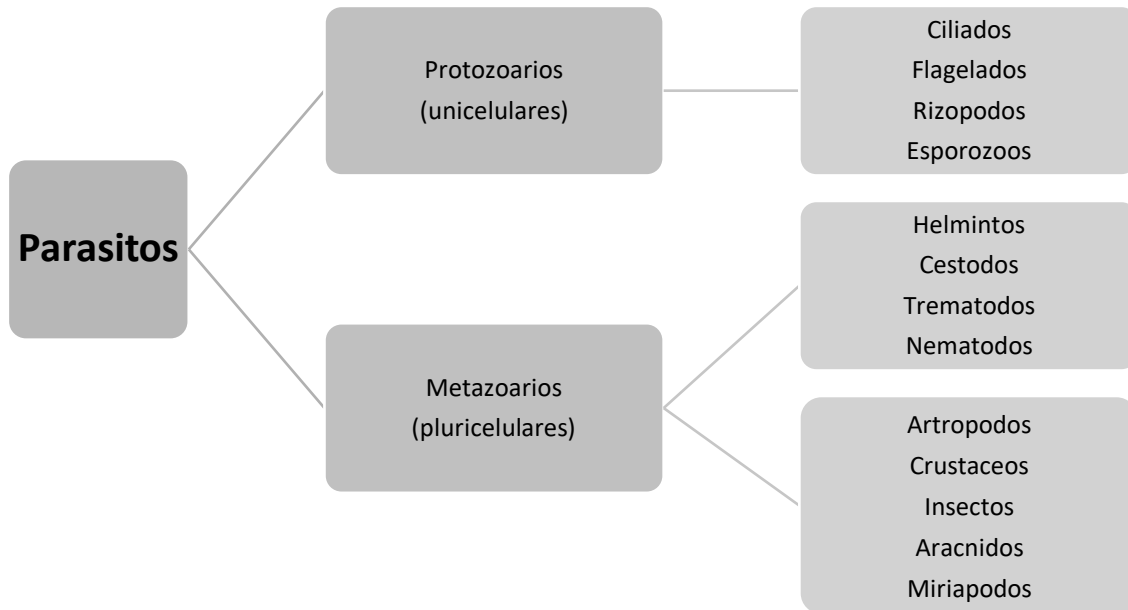 Parasitos
Protozoarios
(unicelulares)
Ciliados
Flagelados
Rizopodos
Esporozoos
Metazoarios
(pluricelulares)
Helmintos
Cestodos
Trematodos
Nematodos
Artropodos
Crustaceos
Insectos
Aracnidos
Miriapodos